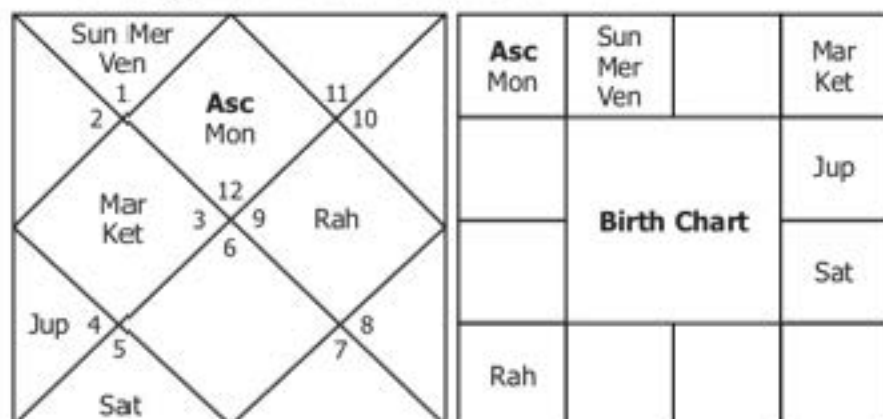 Sun Mer
Ven
1
2
Asc
Mon
11
10
12
Mar
Ket
3
9
6
Rah
Jup
4
5
8
7
Sat
Asc
Mon
Sun
Mer
Ven
Mar
Ket
Jup
Birth Chart
Sat
Rah